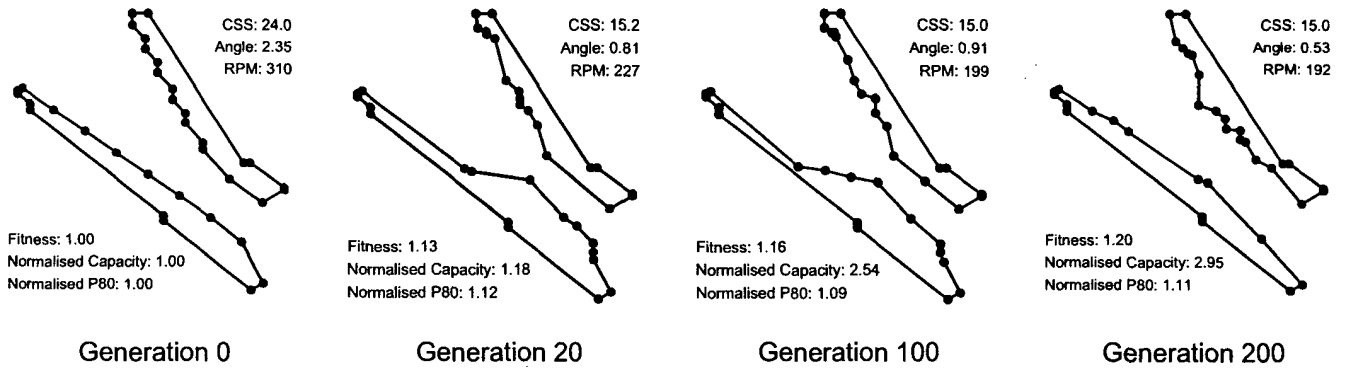 CSS: 24.0
Angle: 2.35
RPM: 310
Fitness: 1.00
Normalised Capacity: 1.00
Normalised P80: 1.00
Generation 0
CSS: 15.2
Angle: 0.81
RPM: 227
Fitness: 1.13
Normalised Capacity: 1.18
Normalised P80: 1.12
Generation 20
CSS: 15.0
Angle: 0.91
RPM: 199
Fitness: 1.16
Normalised Capacity: 2.54
Normalised P80: 1.09
Generation 100
CSS: 15.0
Angle: 0.53
RPM: 192
Fitness: 1.20
Normalised Capacity: 2.95
Normalised P80: 1.11
Generation 200